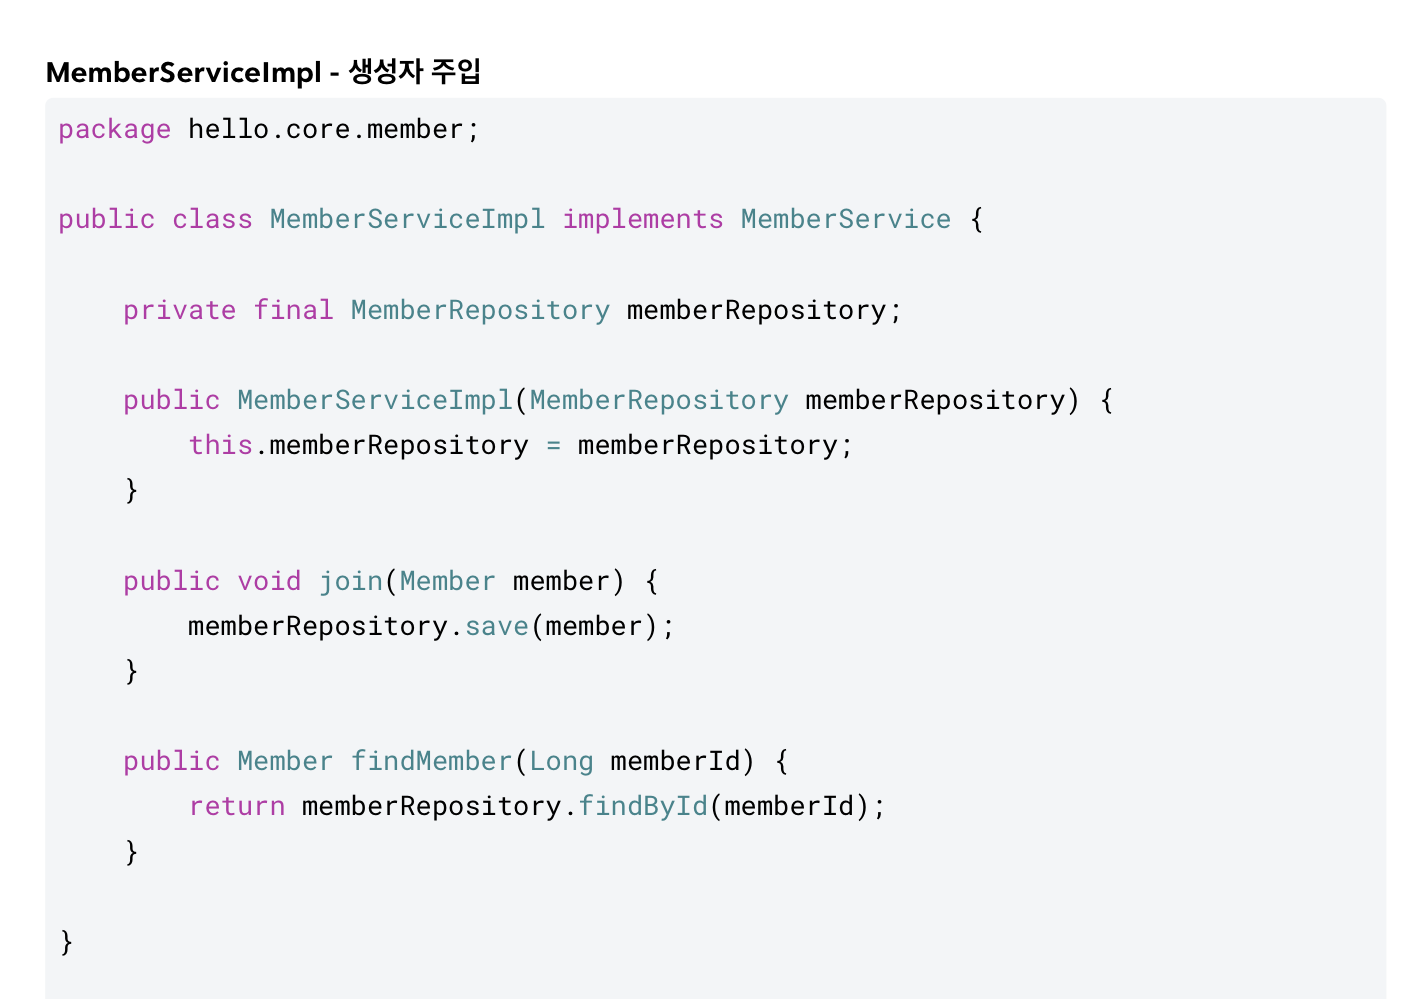 MemberServiceImpl - 생성자 주입
package hello.core.member;
public class MemberServiceImpl implements MemberService {
    private final MemberRepository memberRepository;
    public MemberServiceImpl(MemberRepository memberRepository) {
        this.memberRepository = memberRepository;
    }
    public void join(Member member) {
        memberRepository.save(member);
    }
    public Member findMember(Long memberId) {
        return memberRepository.findById(memberId);
    }
}